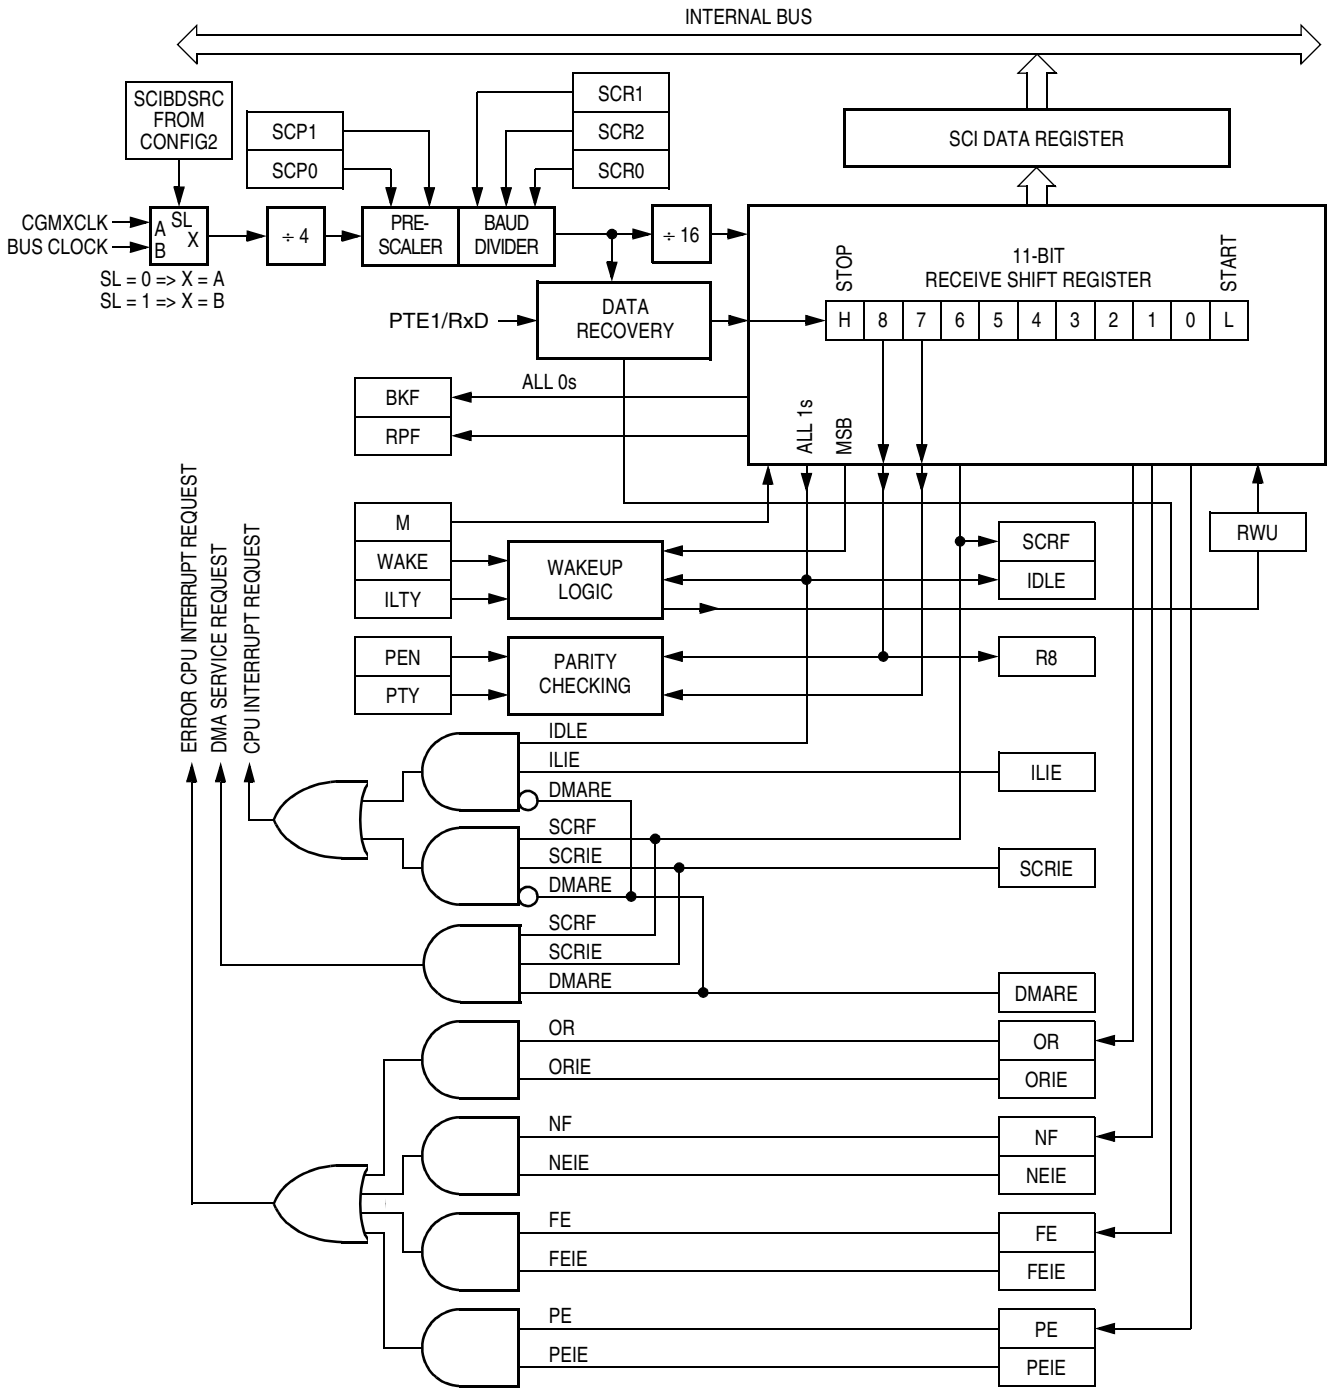 INTERNAL BUS
SCIBDSRC
FROM
CONFIG2
SCP1
SCP0
SCR1
SCR2
SCR0
SCI DATA REGISTER
CGMXCLK
BUS CLOCK
A
B
SL
X
÷ 4
PRE-
SCALER
BAUD
DIVIDER
÷ 16
SL = 0 => X = A
SL = 1 => X = B
STOP
11-BIT
RECEIVE SHIFT REGISTER
START
PTE1/RxD
DATA
RECOVERY
H 8 7 6 5 4 3 2 1 0 L
ALL 0s
BKF
RPF
ALL 1s
MSB
ERROR CPU INTERRUPT REQUEST
DMA SERVICE REQUEST
CPU INTERRUPT REQUEST
M
WAKE
ILTY
WAKEUP
LOGIC
SCRF
IDLE
RWU
PEN
PTY
PARITY
CHECKING
R8
IDLE
ILIE
DMARE
ILIE
SCRF
SCRIE
DMARE
SCRIE
SCRF
SCRIE
DMARE
DMARE
OR
ORIE
OR
ORIE
NF
NEIE
NF
NEIE
FE
FEIE
FE
FEIE
PE
PEIE
PE
PEIE